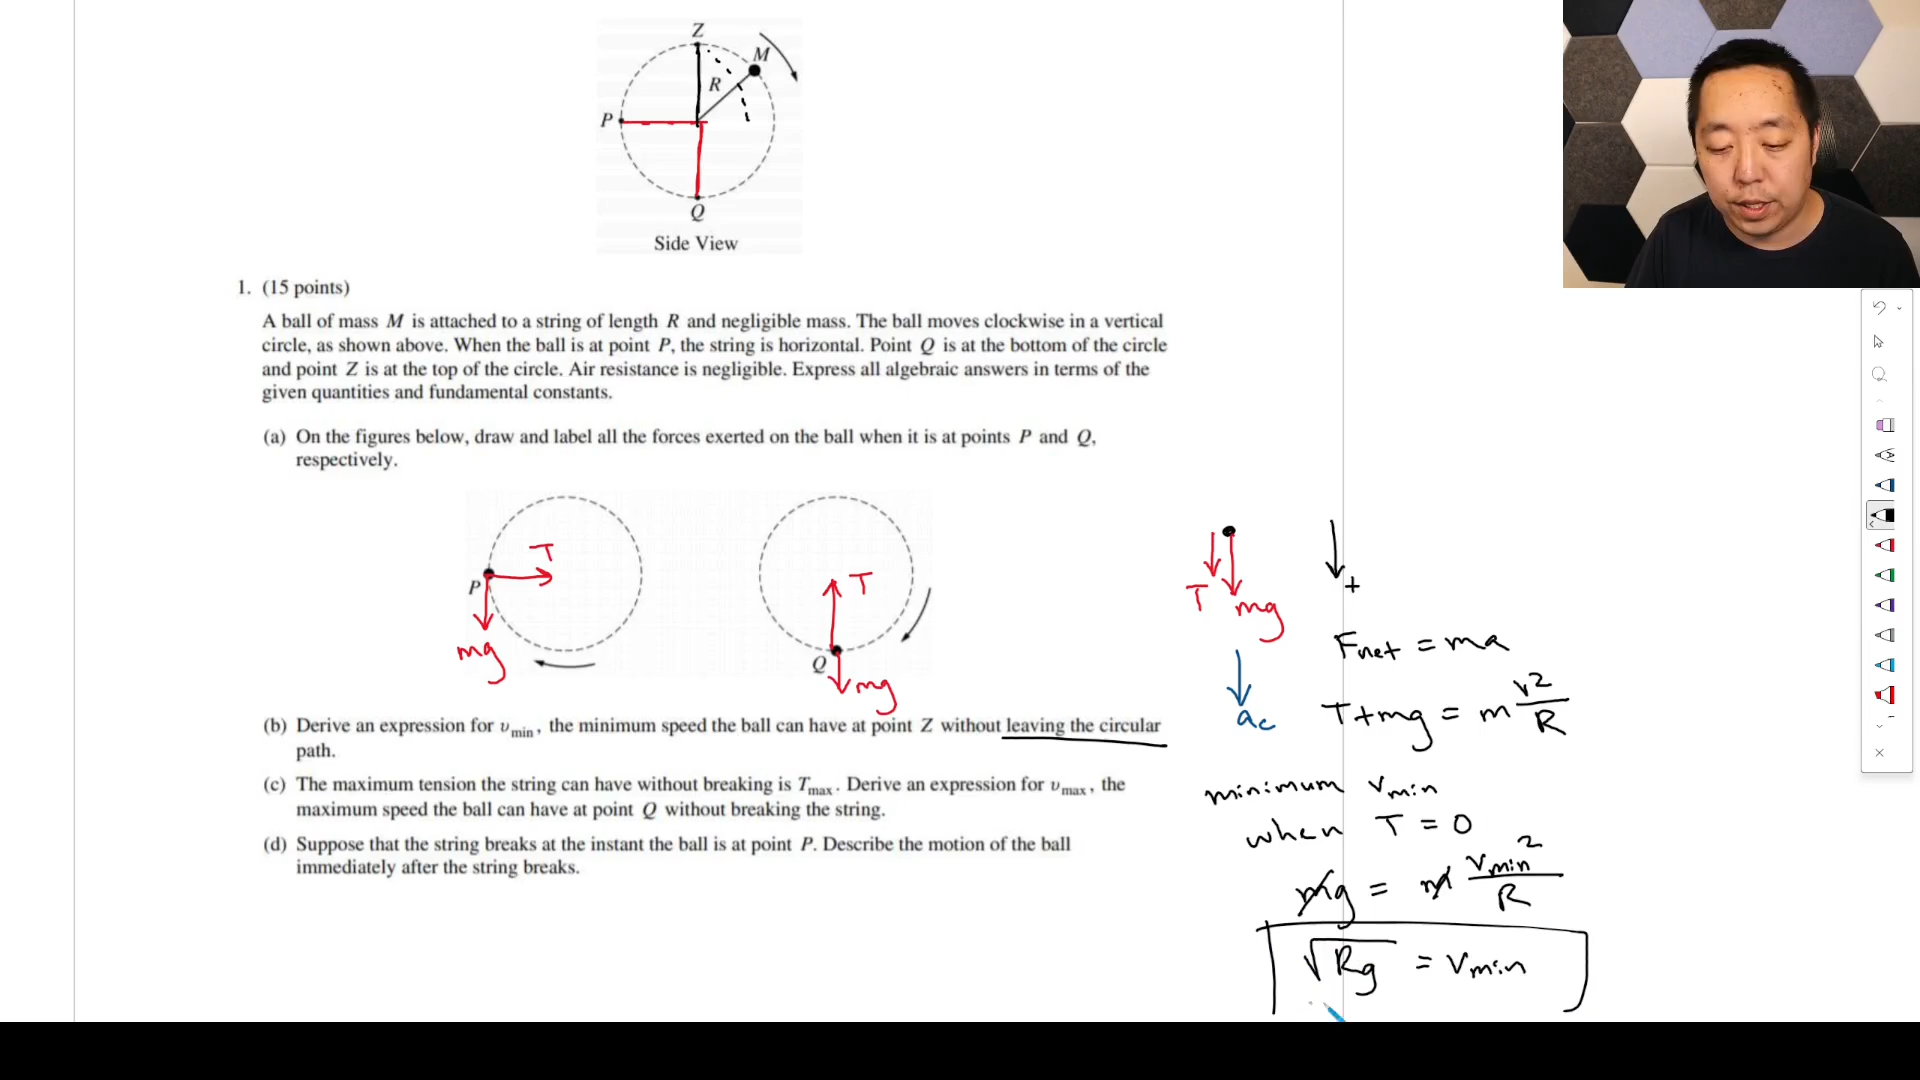 Z
M
R
P
Q
Side View
1. (15 points)
A ball of mass M is attached to a string of length R and negligible mass. The ball moves clockwise in a vertical
circle, as shown above. When the ball is at point P, the string is horizontal. Point Q is at the bottom of the circle
and point Z is at the top of the circle. Air resistance is negligible. Express all algebraic answers in terms of the
given quantities and fundamental constants.
(a) On the figures below, draw and label all the forces exerted on the ball when it is at points P and Q,
respectively.
T
P
mg
T
Q
mg
T mg
+
ac
Fnet = ma
T+mg = m v²/R
(b) Derive an expression for υmin, the minimum speed the ball can have at point Z without leaving the circular
path.
(c) The maximum tension the string can have without breaking is Tmax. Derive an expression for υmax, the
maximum speed the ball can have at point Q without breaking the string.
(d) Suppose that the string breaks at the instant the ball is at point P. Describe the motion of the ball
immediately after the string breaks.
minimum vmin
when T = 0
mg = m vmin²/R
√Rg = vmin